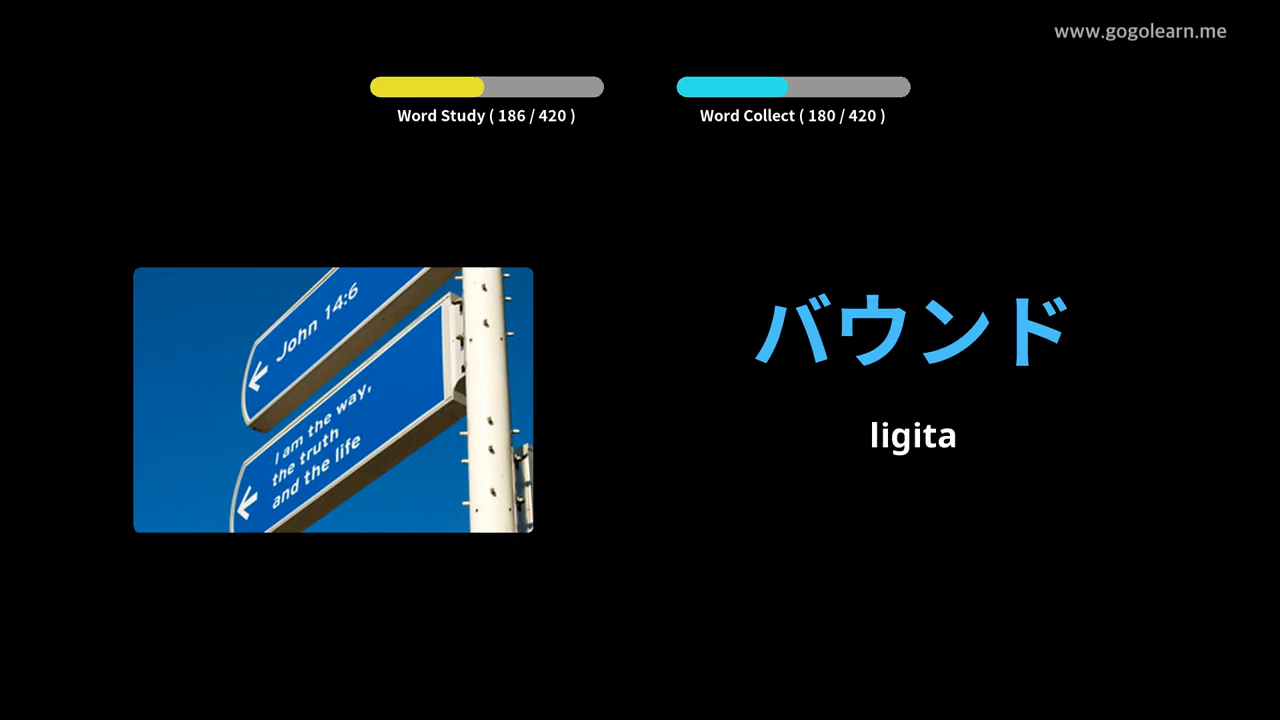 www.gogolearn.me
Word Study ( 186 / 420 )
Word Collect ( 180 / 420 )
John 14:6
I am the way,
the truth
and the life
バウンド
ligita